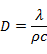 D = λ / ρc